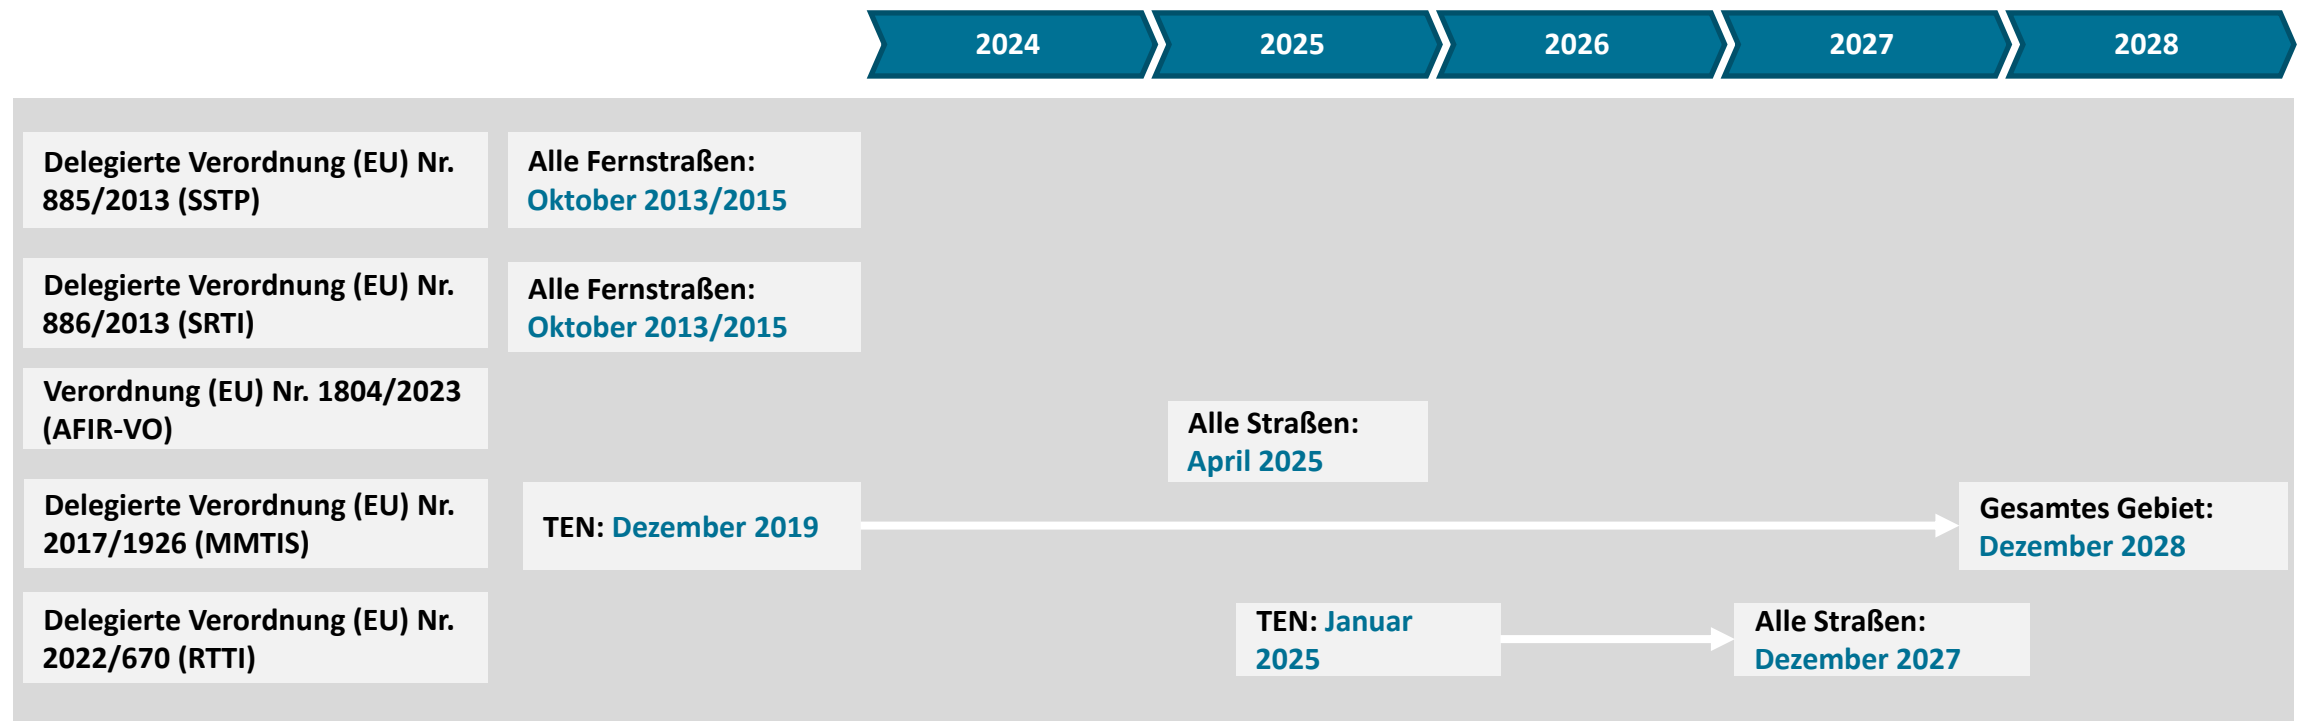 2024
2025
2026
2027
2028
Delegierte Verordnung (EU) Nr.
885/2013 (SSTP)
Alle Fernstraßen:
Oktober 2013/2015
Delegierte Verordnung (EU) Nr.
886/2013 (SRTI)
Alle Fernstraßen:
Oktober 2013/2015
Verordnung (EU) Nr. 1804/2023
(AFIR-VO)
Alle Straßen:
April 2025
Delegierte Verordnung (EU) Nr.
2017/1926 (MMTIS)
TEN: Dezember 2019
Gesamtes Gebiet:
Dezember 2028
Delegierte Verordnung (EU) Nr.
2022/670 (RTTI)
TEN: Januar
2025
Alle Straßen:
Dezember 2027